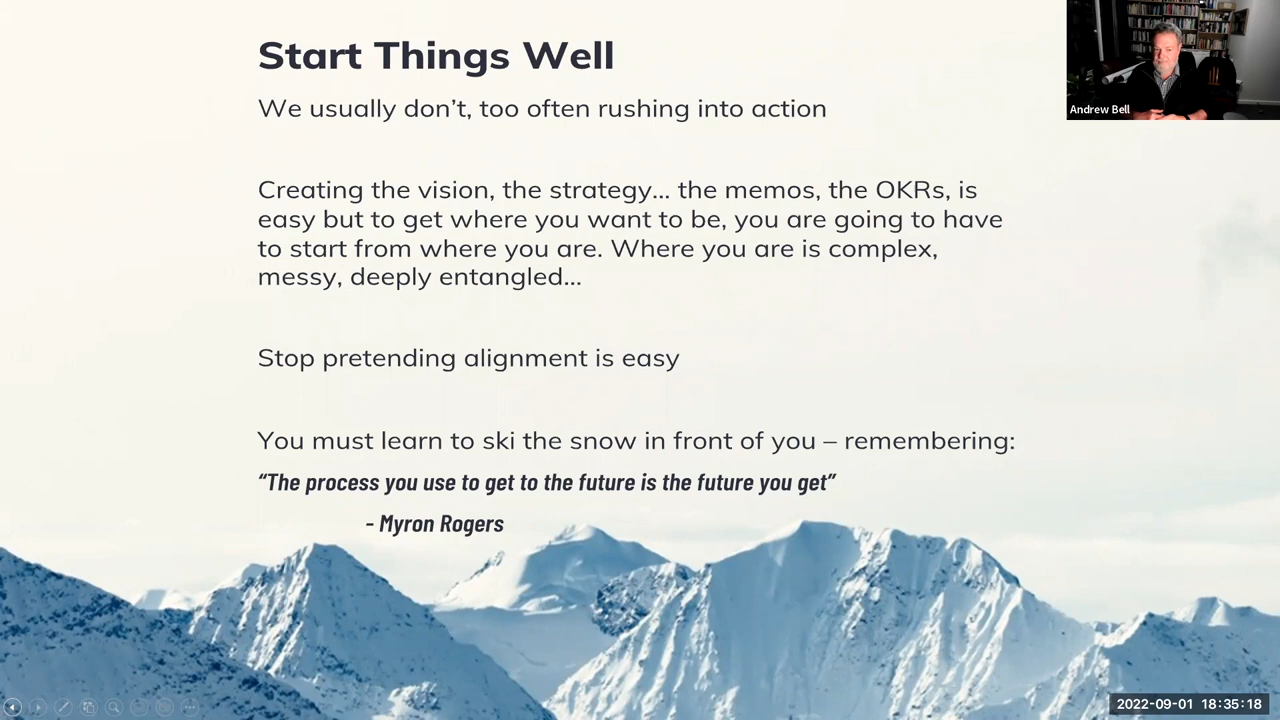 Start Things Well
We usually don’t, too often rushing into action
Creating the vision, the strategy... the memos, the OKRs, is
easy but to get where you want to be, you are going to have
to start from where you are. Where you are is complex,
messy, deeply entangled...
Stop pretending alignment is easy
You must learn to ski the snow in front of you – remembering:
“The process you use to get to the future is the future you get”
- Myron Rogers
Andrew Bell
2022-09-01 18:35:18